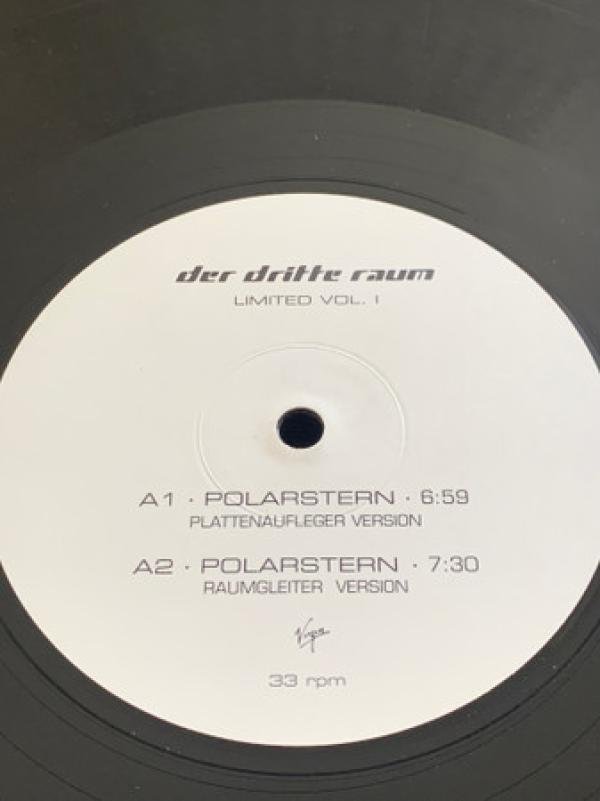 der dritte raum
LIMITED VOL. I
A1 · POLARSTERN · 6:59
PLATTENAUFLEGER VERSION
A2 · POLARSTERN · 7:30
RAUMGLEITER VERSION
Virgin
33 rpm